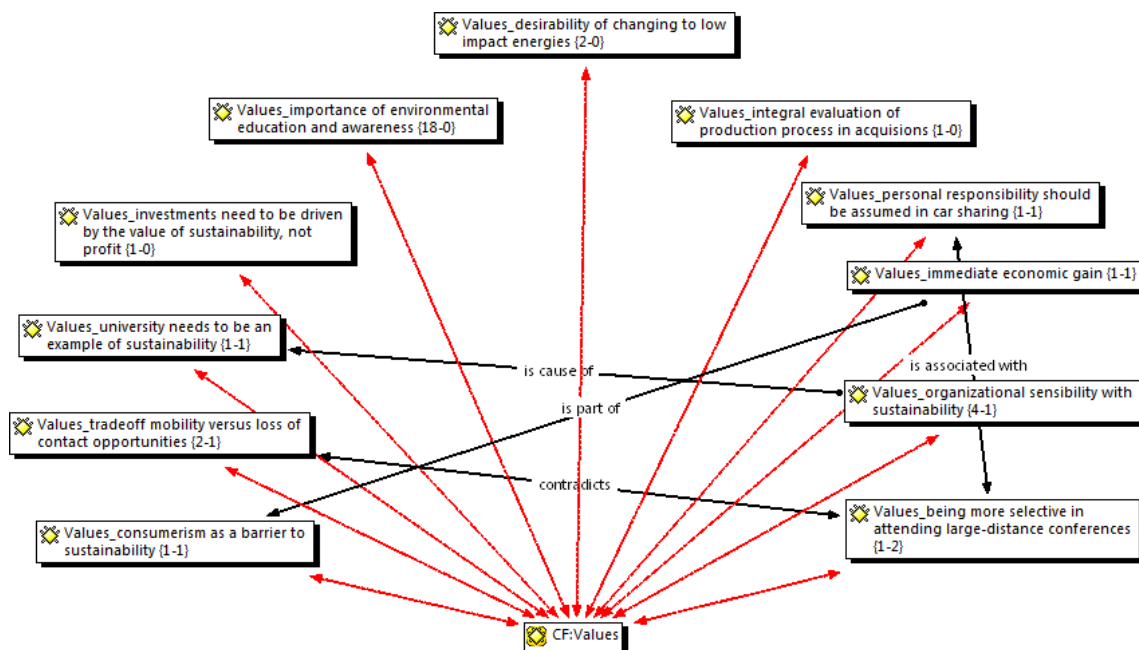 Values_desirability of changing to low
impact energies {2-0}
Values_importance of environmental
education and awareness {18-0}
Values_integral evaluation of
production process in acquisions {1-0}
Values_personal responsibility should
be assumed in car sharing {1-1}
Values_investments need to be driven
by the value of sustainability, not
profit {1-0}
Values_immediate economic gain {1-1}
Values_university needs to be an
example of sustainability {1-1}
is associated with
is cause of
Values_organizational sensibility with
sustainability {4-1}
is part of
Values_tradeoff mobility versus loss of
contact opportunities {2-1}
contradicts
Values_being more selective in
attending large-distance conferences
{1-2}
Values_consumerism as a barrier to
sustainability {1-1}
CF:Values